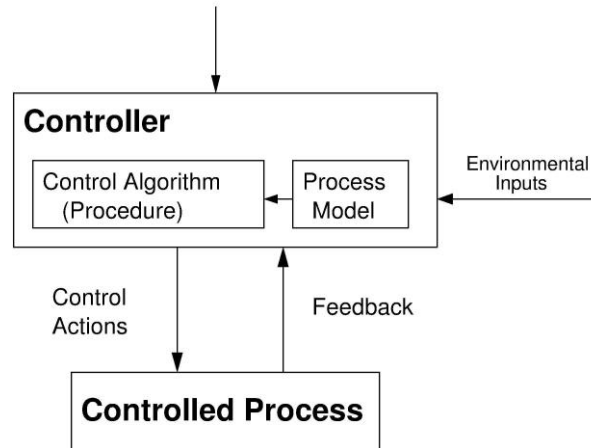 Controller
Control Algorithm
(Procedure)
Process
Model
Environmental
Inputs
Control
Actions
Feedback
Controlled Process